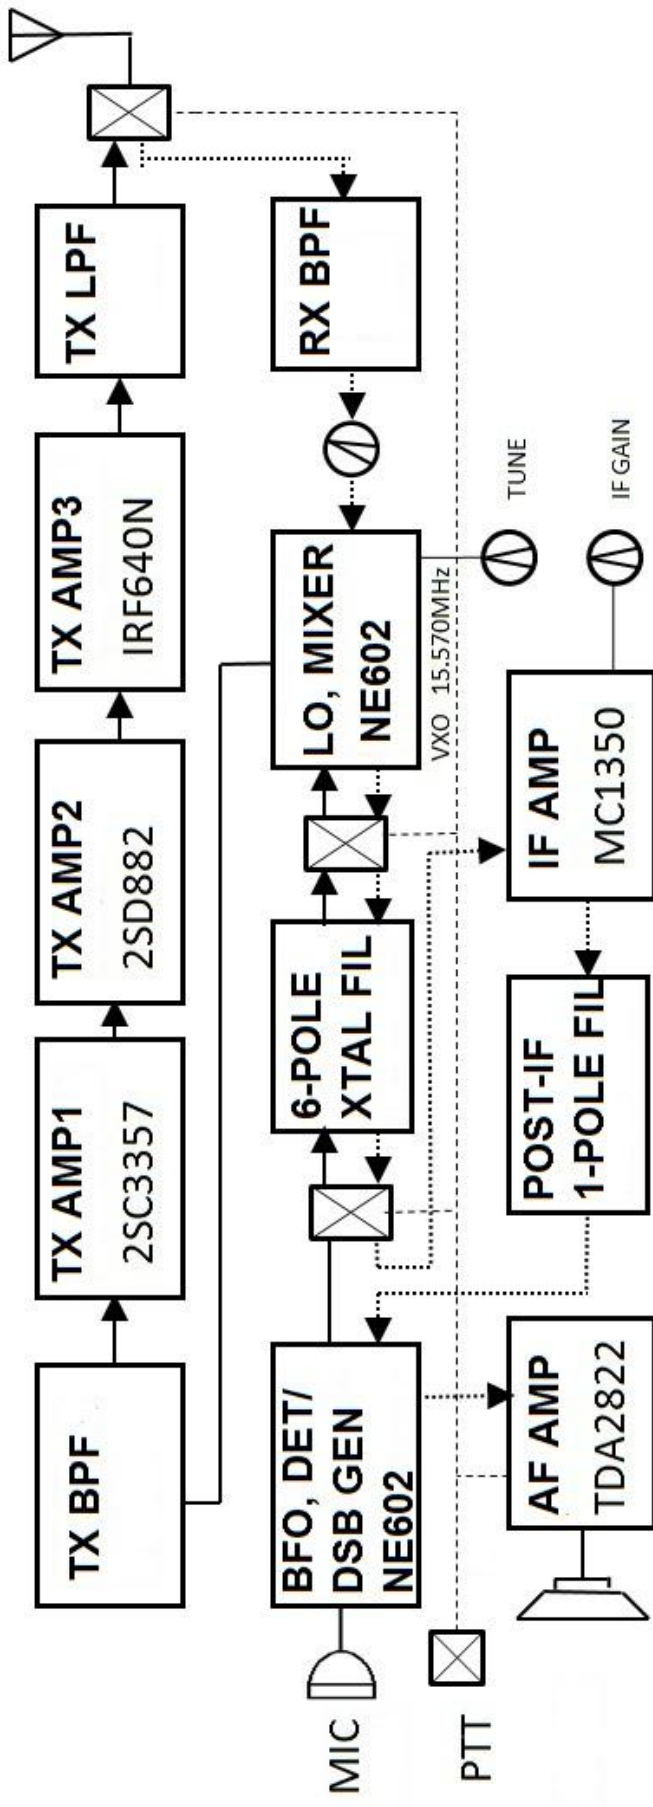 TX BPF
TX AMP1
2SC3357
TX AMP2
2SD882
TX AMP3
IRF640N
TX LPF
MIC
BFO, DET/
DSB GEN
NE602
6-POLE
XTAL FIL
LO, MIXER
NE602
RX BPF
VXO 15.570MHz
TUNE
PTT
AF AMP
TDA2822
POST-IF
1-POLE FIL
IF AMP
MC1350
IF GAIN